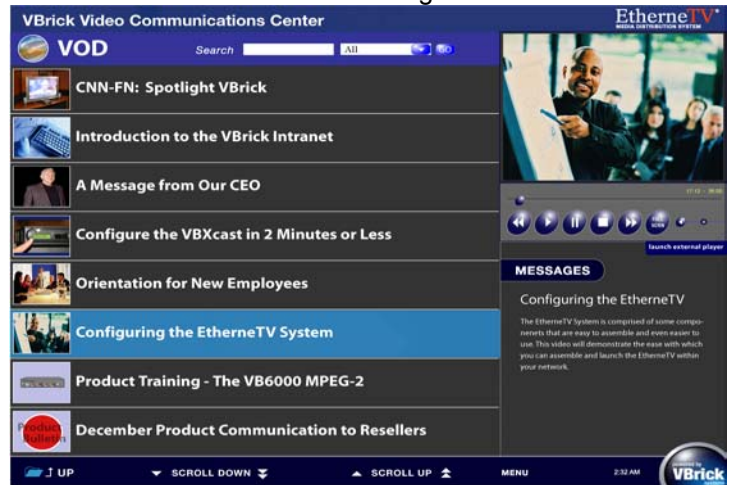 VBrick Video Communications Center
EtherneTV
MEDIA DISTRIBUTION SYSTEM
VOD
Search
All
GO
CNN-FN: Spotlight VBrick
Introduction to the VBrick Intranet
A Message from Our CEO
Configure the VBXcast in 2 Minutes or Less
Orientation for New Employees
Configuring the EtherneTV System
Product Training - The VB6000 MPEG-2
Product Bulletin
December Product Communication to Resellers
launch external player
MESSAGES
Configuring the EtherneTV
The EtherneTV System is comprised of some compo-
nenets that are easy to assemble and even easier to
use. This video will demonstrate the ease with which
you can assemble and launch the EtherneTV within
your network.
UP
SCROLL DOWN
SCROLL UP
MENU
2:32 AM
powered by
VBrick